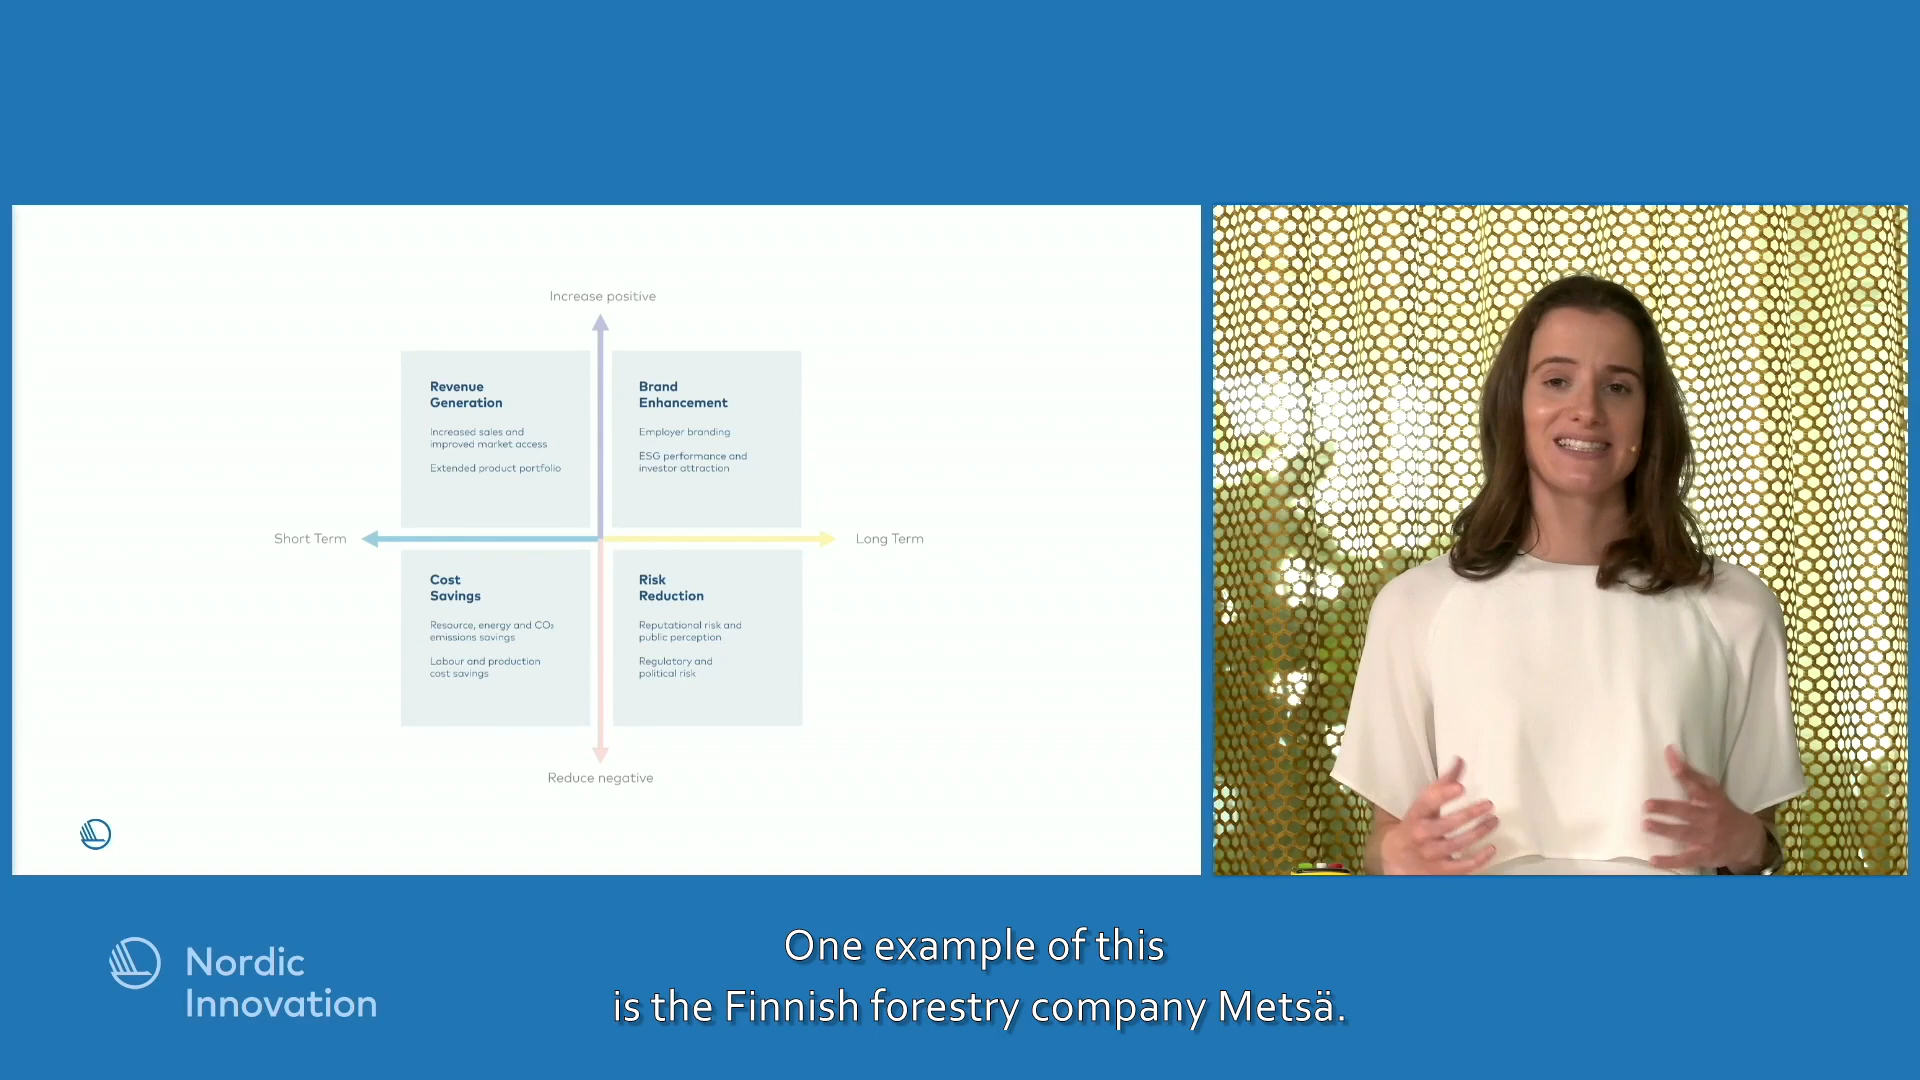 Increase positive
Revenue
Generation
Increased sales and
improved market access
Extended product portfolio
Brand
Enhancement
Employer branding
ESG performance and
investor attraction
Short Term
Long Term
Cost
Savings
Resource, energy and CO₂
emissions savings
Labour and production
cost savings
Risk
Reduction
Reputational risk and
public perception
Regulatory and
political risk
Reduce negative
Nordic
Innovation
One example of this
is the Finnish forestry company Metsä.